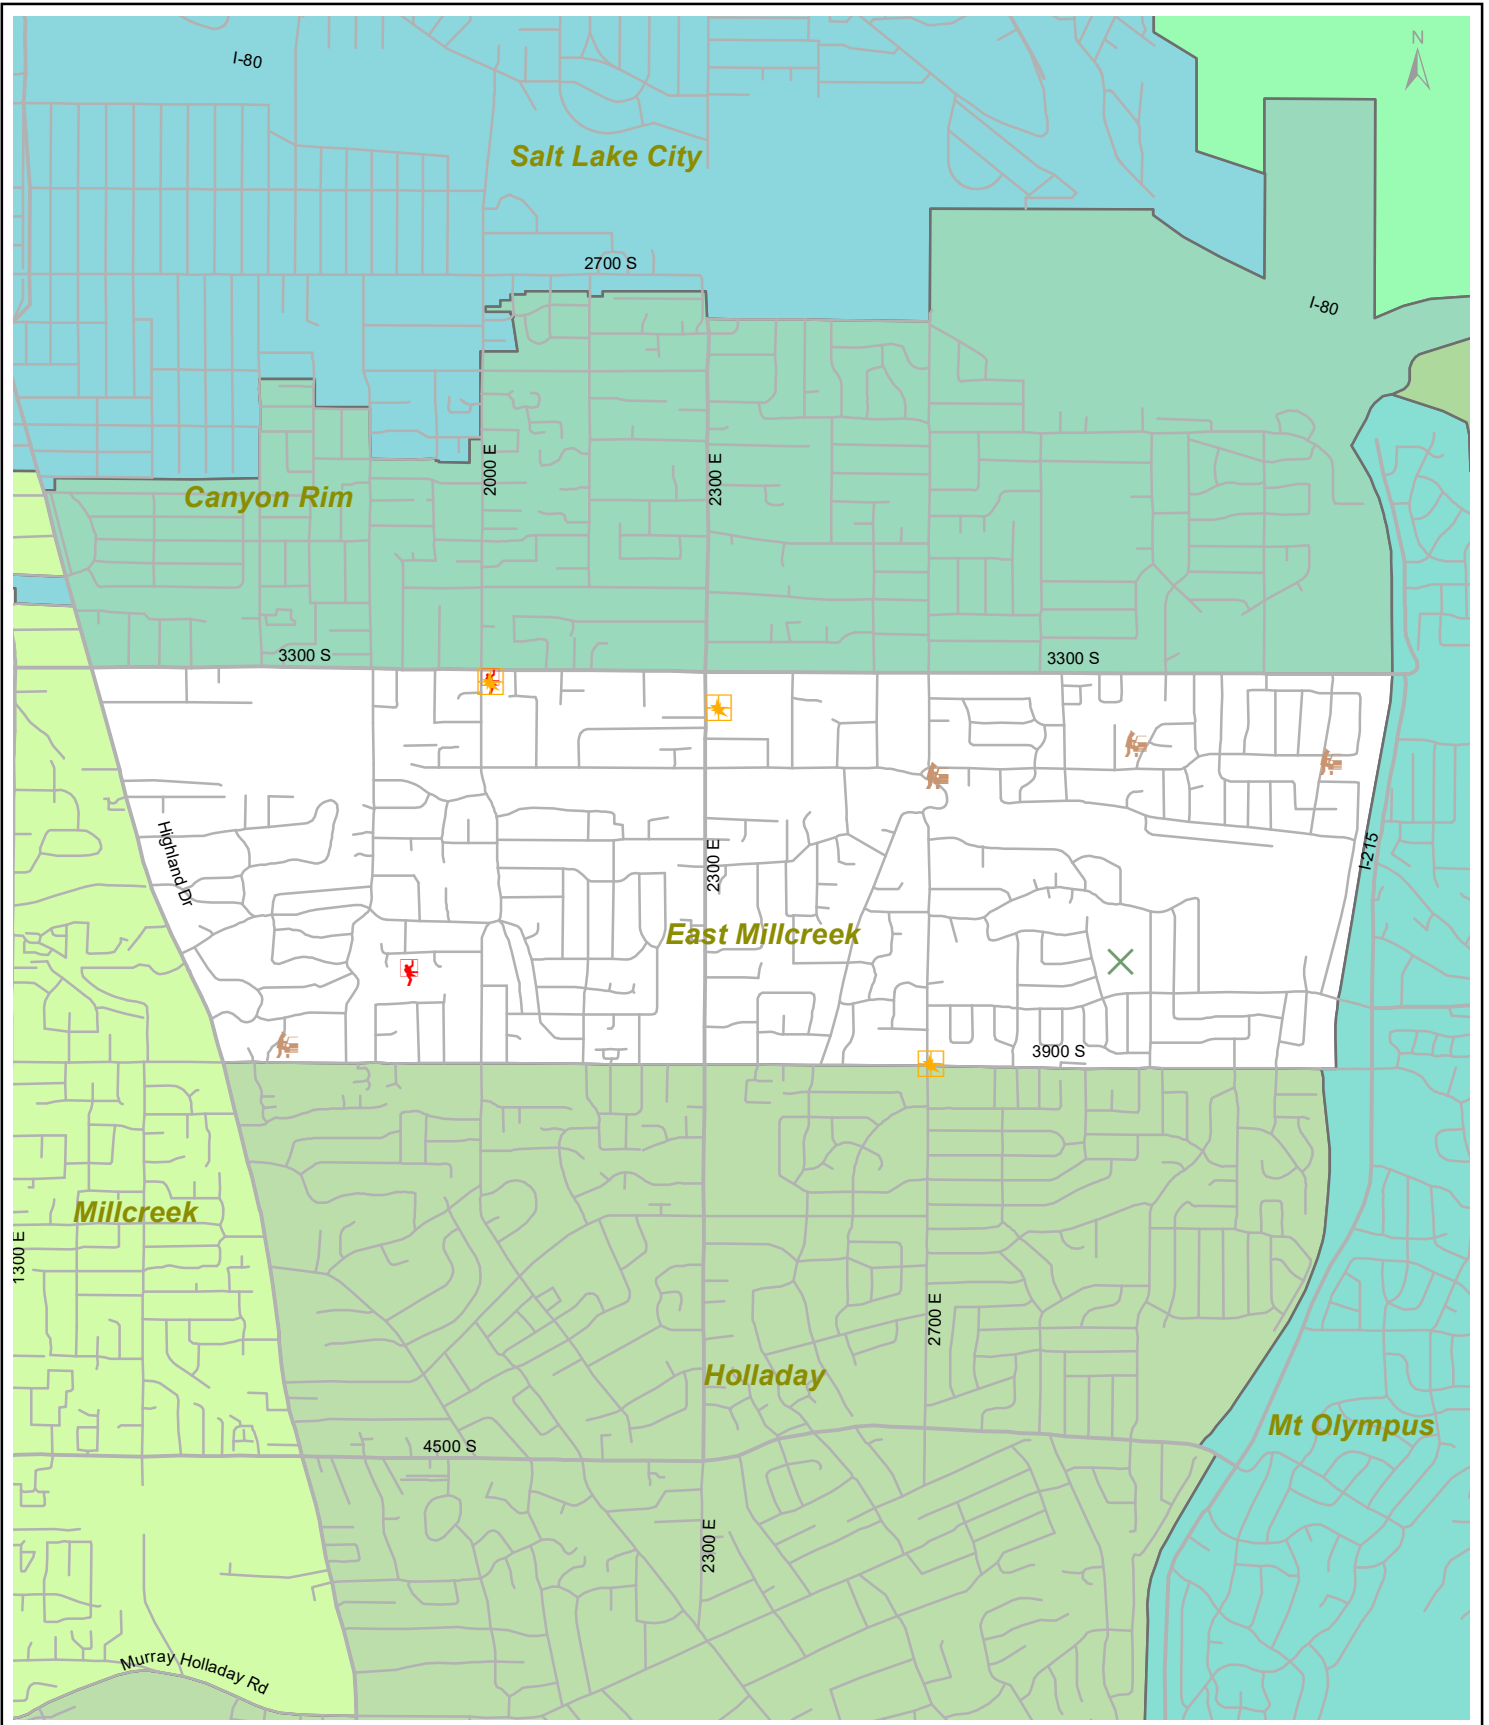 I-80
N
Salt Lake City
2700 S
I-80
2000 E
2300 E
Canyon Rim
3300 S
3300 S
Highland Dr
2300 E
I-215
East Millcreek
3900 S
Millcreek
1300 E
2700 E
Holladay
Mt Olympus
4500 S
2300 E
Murray Holladay Rd